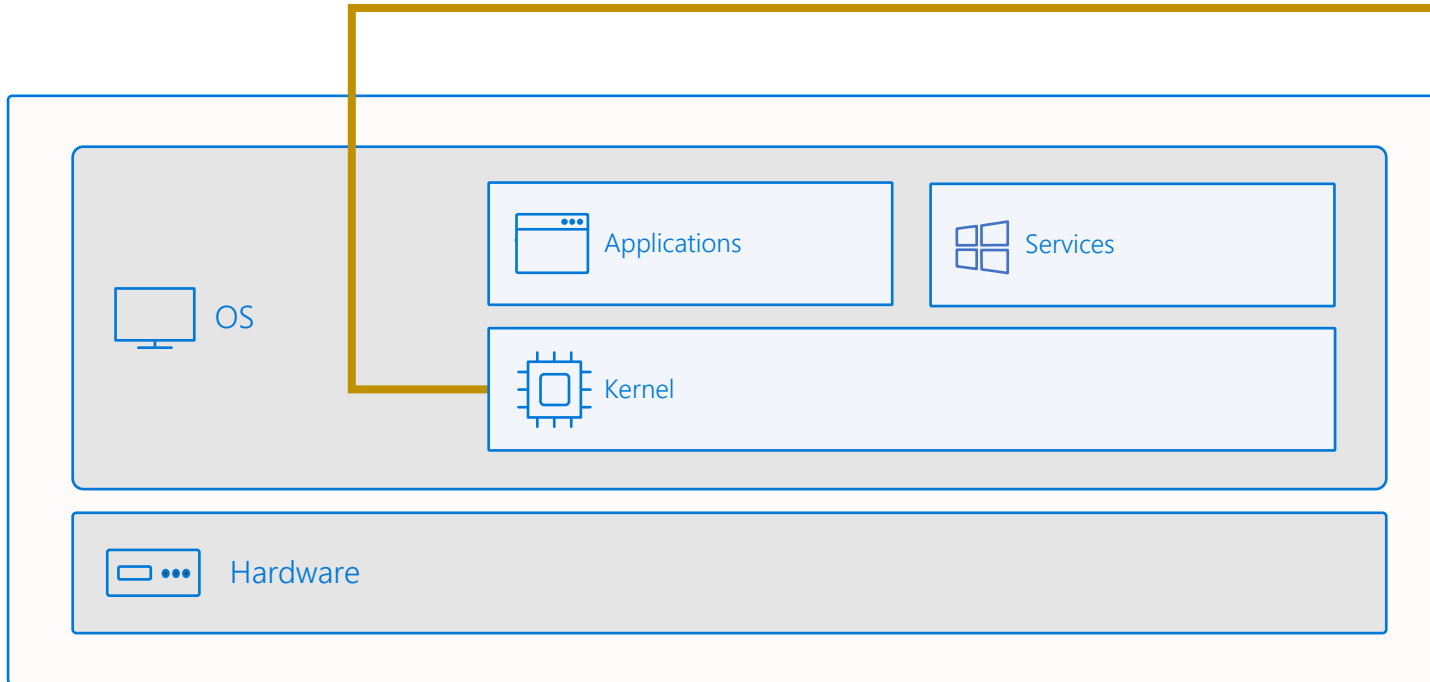 Applications
Services
OS
Kernel
Hardware